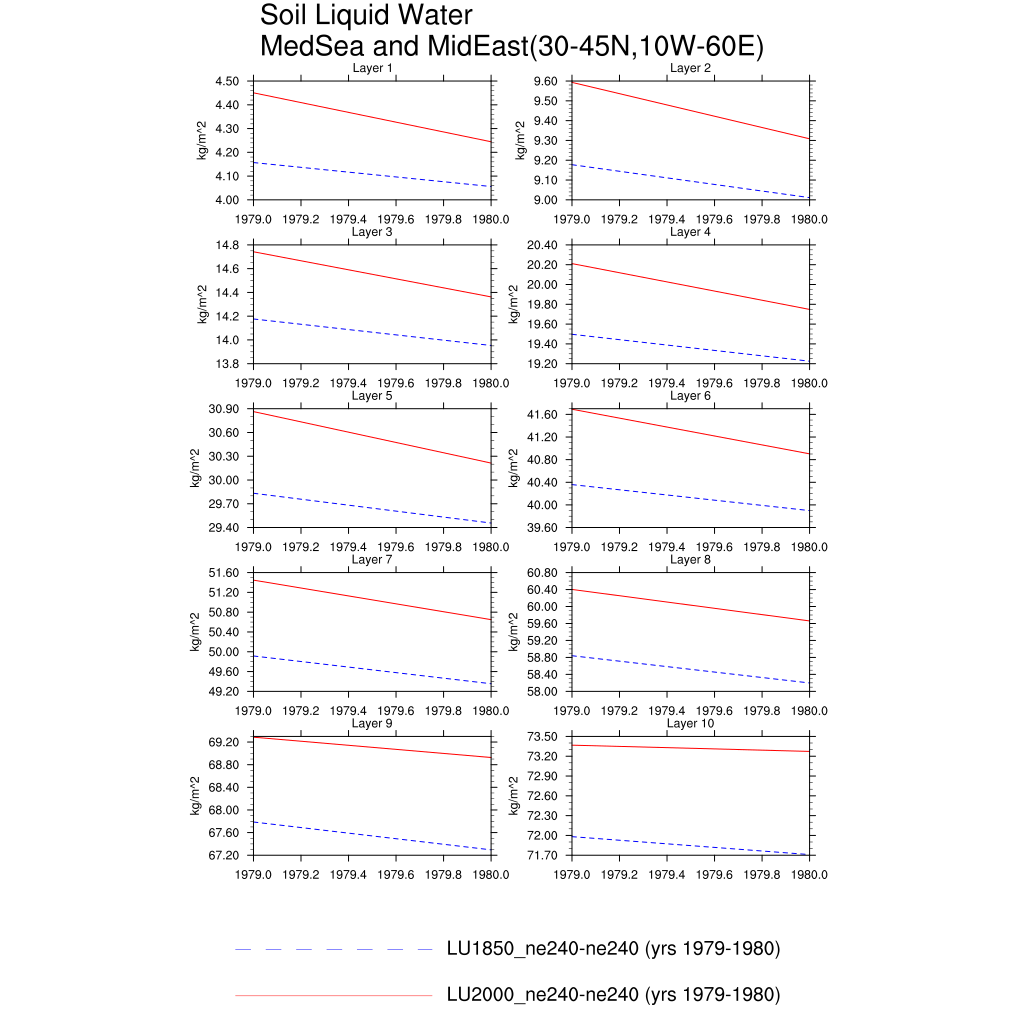 Soil Liquid Water
MedSea and MidEast(30-45N,10W-60E)
Layer 1
4.50
4.40
4.30
4.20
4.10
4.00
kg/m^2
1979.0 1979.2 1979.4 1979.6 1979.8 1980.0
Layer 2
9.60
9.50
9.40
9.30
9.20
9.10
9.00
kg/m^2
1979.0 1979.2 1979.4 1979.6 1979.8 1980.0
Layer 3
14.8
14.6
14.4
14.2
14.0
13.8
kg/m^2
1979.0 1979.2 1979.4 1979.6 1979.8 1980.0
Layer 4
20.40
20.20
20.00
19.80
19.60
19.40
19.20
kg/m^2
1979.0 1979.2 1979.4 1979.6 1979.8 1980.0
Layer 5
30.90
30.60
30.30
30.00
29.70
29.40
kg/m^2
1979.0 1979.2 1979.4 1979.6 1979.8 1980.0
Layer 6
41.60
41.20
40.80
40.40
40.00
39.60
kg/m^2
1979.0 1979.2 1979.4 1979.6 1979.8 1980.0
Layer 7
51.60
51.20
50.80
50.40
50.00
49.60
49.20
kg/m^2
1979.0 1979.2 1979.4 1979.6 1979.8 1980.0
Layer 8
60.80
60.40
60.00
59.60
59.20
58.80
58.40
58.00
kg/m^2
1979.0 1979.2 1979.4 1979.6 1979.8 1980.0
Layer 9
69.20
68.80
68.40
68.00
67.60
67.20
kg/m^2
1979.0 1979.2 1979.4 1979.6 1979.8 1980.0
Layer 10
73.50
73.20
72.90
72.60
72.30
72.00
71.70
kg/m^2
1979.0 1979.2 1979.4 1979.6 1979.8 1980.0
LU1850_ne240-ne240 (yrs 1979-1980)
LU2000_ne240-ne240 (yrs 1979-1980)